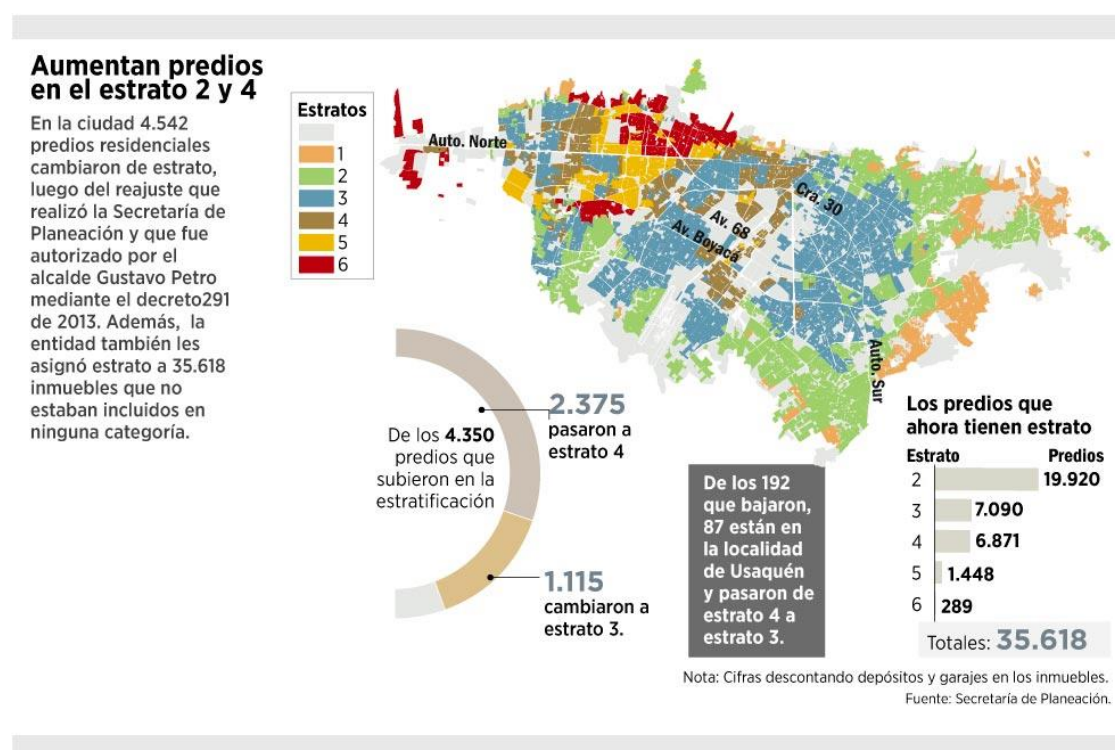 Aumentan predios
en el estrato 2 y 4
En la ciudad 4.542
predios residenciales
cambiaron de estrato,
luego del reajuste que
realizó la Secretaría de
Planeación y que fue
autorizado por el
alcalde Gustavo Petro
mediante el decreto291
de 2013. Además, la
entidad también les
asignó estrato a 35.618
inmuebles que no
estaban incluidos en
ninguna categoría.
Estratos
1
2
3
4
5
6
Auto. Norte
Cra. 30
Av. 68
Av. Boyacá
Auto. Sur
De los 4.350
predios que
subieron en la
estratificación
2.375
pasaron a
estrato 4
1.115
cambiaron a
estrato 3.
De los 192
que bajaron,
87 están en
la localidad
de Usaquén
y pasaron de
estrato 4 a
estrato 3.
Los predios que
ahora tienen estrato
Estrato Predios
2 19.920
3 7.090
4 6.871
5 1.448
6 289
Totales: 35.618
Nota: Cifras descontando depósitos y garajes en los inmuebles.
Fuente: Secretaría de Planeación.